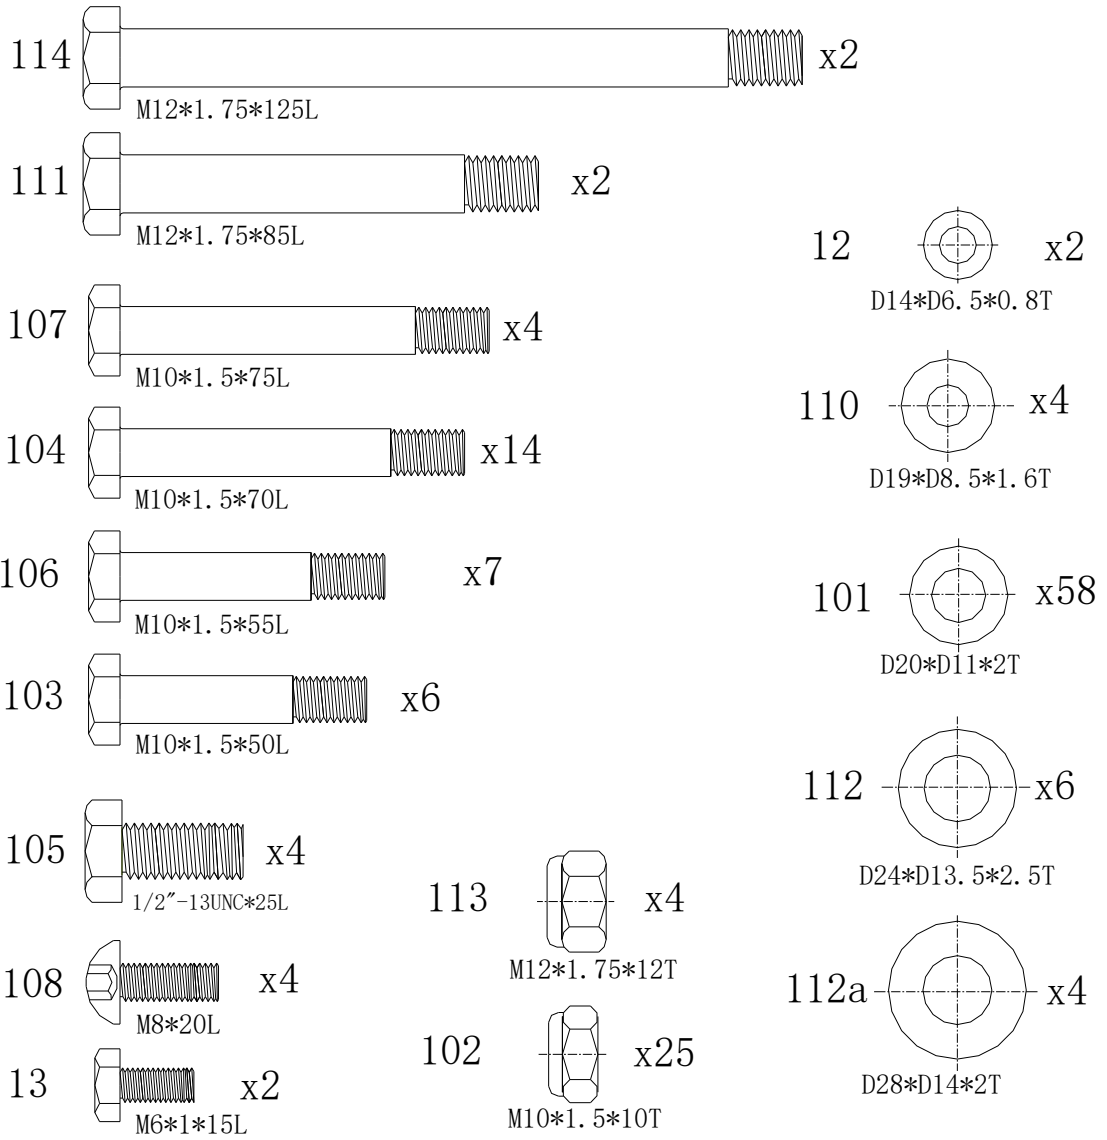 114 x2
M12*1.75*125L
111 x2
M12*1.75*85L
107 x4
M10*1.5*75L
104 x14
M10*1.5*70L
106 x7
M10*1.5*55L
103 x6
M10*1.5*50L
105 x4
1/2″-13UNC*25L
108 x4
M8*20L
13 x2
M6*1*15L
113 x4
M12*1.75*12T
102 x25
M10*1.5*10T
12 x2
D14*D6.5*0.8T
110 x4
D19*D8.5*1.6T
101 x58
D20*D11*2T
112 x6
D24*D13.5*2.5T
112a x4
D28*D14*2T